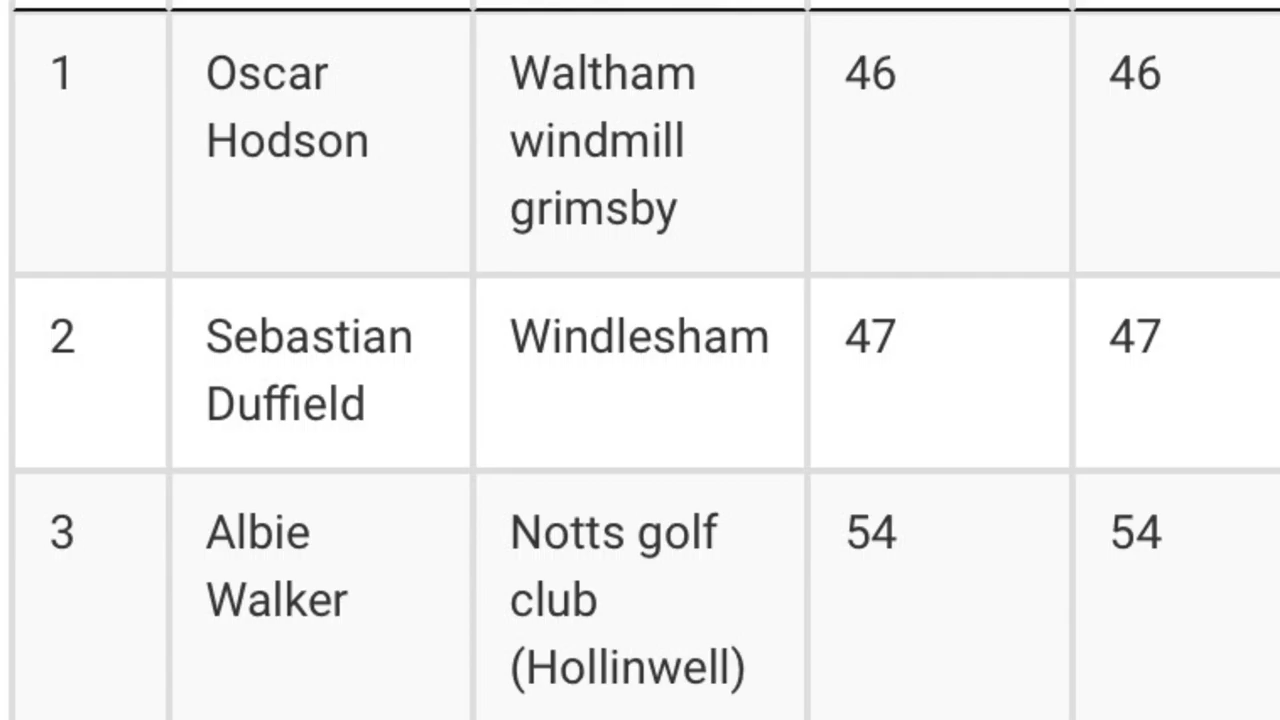 1 Oscar Hodson Waltham windmill grimsby 46 46
2 Sebastian Duffield Windlesham 47 47
3 Albie Walker Notts golf club (Hollinwell) 54 54